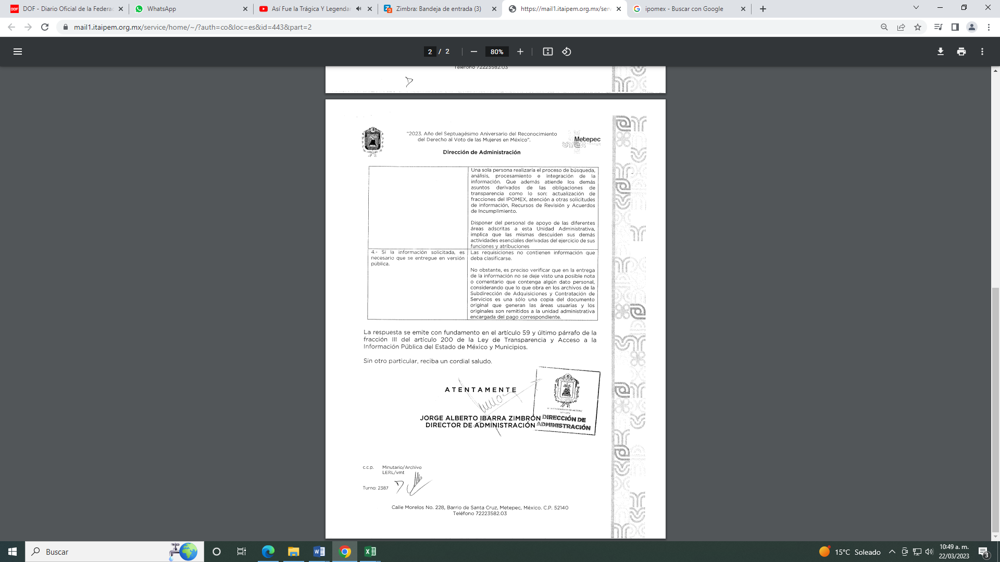 DOF - Diario Oficial de la Federac
WhatsApp
Así Fue la Trágica Y Legendar
Zimbra: Bandeja de entrada (3)
https://mail1.itaipem.org.mx/serv
ipomex - Buscar con Google
mail1.itaipem.org.mx/service/home/~/?auth=co&loc=es&id=443&part=2
2 / 2
80%
Teléfono 72223582.03
"2023. Año del Septuagésimo Aniversario del Reconocimiento
del Derecho al Voto de las Mujeres en México".
Metepec
Dirección de Administración
Una sola persona realizaría el proceso de búsqueda,
análisis, procesamiento e integración de la
información. Que además atiende los demás
asuntos derivados de las obligaciones de
transparencia como lo son: actualización de
fracciones del IPOMEX, atención a otras solicitudes
de información, Recursos de Revisión y Acuerdos
de Incumplimiento.
Disponer del personal de apoyo de las diferentes
áreas adscritas a esta Unidad Administrativa,
implica que las mismas descuiden sus demás
actividades esenciales derivadas del ejercicio de sus
funciones y atribuciones
4.- Sí la información solicitada, es
necesario que se entregue en versión
pública.
Las requisiciones no contienen información que
deba clasificarse.
No obstante, es preciso verificar que en la entrega
de la información no se deje visto una posible nota
o comentario que contenga algún dato personal,
considerando que lo que obra en los archivos de la
Subdirección de Adquisiciones y Contratación de
Servicios es una sólo una copia del documento
original que generan las áreas usuarias y los
originales son remitidos a la unidad administrativa
encargada del pago correspondiente.
La respuesta se emite con fundamento en el artículo 59 y último párrafo de la
fracción III del artículo 200 de la Ley de Transparencia y Acceso a la
Información Pública del Estado de México y Municipios.
Sin otro particular, reciba un cordial saludo.
ATENTAMENTE
JORGE ALBERTO IBARRA ZIMBRÓN
DIRECTOR DE ADMINISTRACIÓN
DIRECCIÓN DE
ADMINISTRACIÓN
c.c.p. Minutario/Archivo
LERL/vmt
Turno: 2387
Calle Morelos No. 228, Barrio de Santa Cruz, Metepec, México. C.P. 52140
Teléfono 72223582.03
Buscar
15°C Soleado
10:49 a. m.
22/03/2023
3